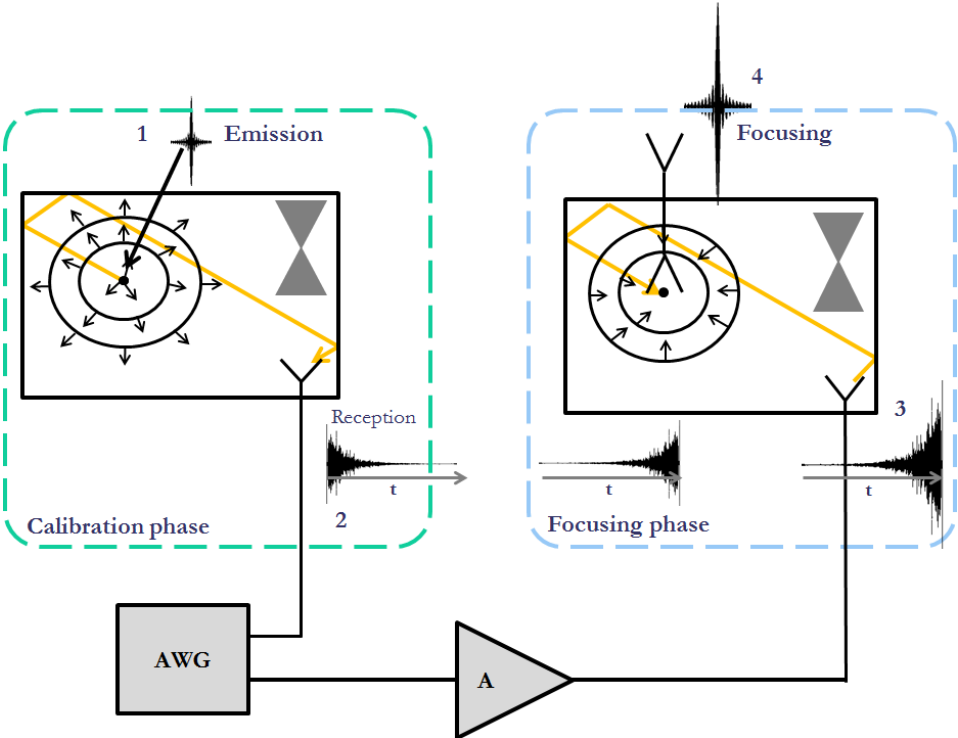 1
Emission
Reception
t
2
Calibration phase
4
Focusing
3
t
t
Focusing phase
AWG
A